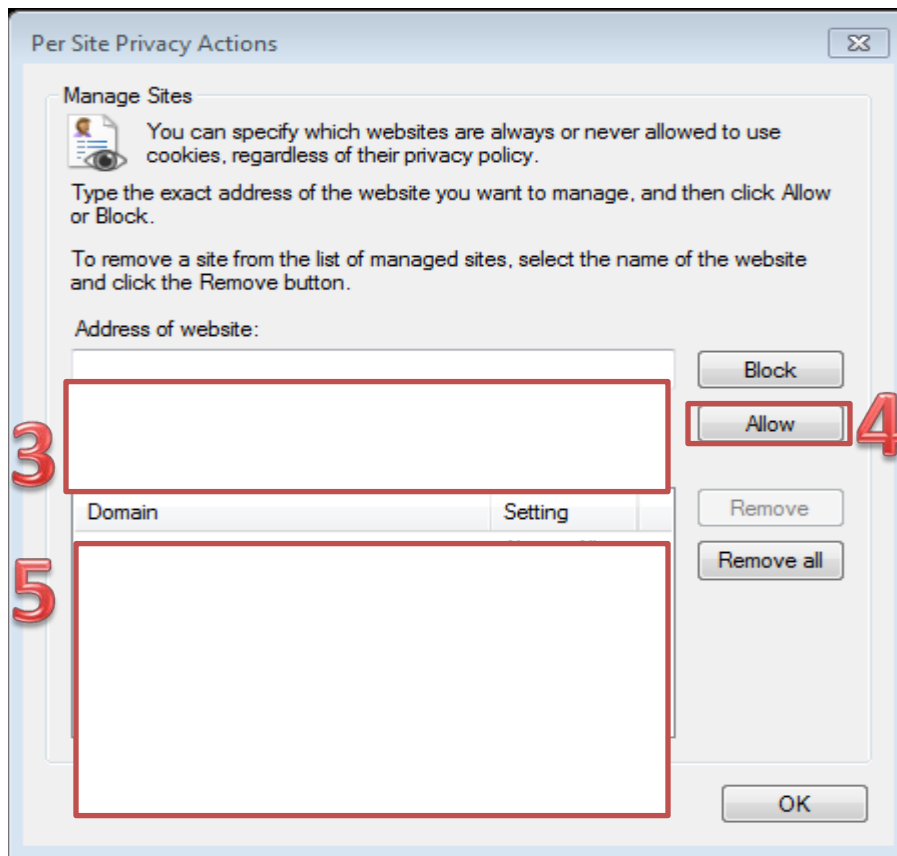 Per Site Privacy Actions
Manage Sites
You can specify which websites are always or never allowed to use
cookies, regardless of their privacy policy.
Type the exact address of the website you want to manage, and then click Allow
or Block.
To remove a site from the list of managed sites, select the name of the website
and click the Remove button.
Address of website:
Block
3
Allow
4
Domain Setting
Remove
5
Remove all
OK